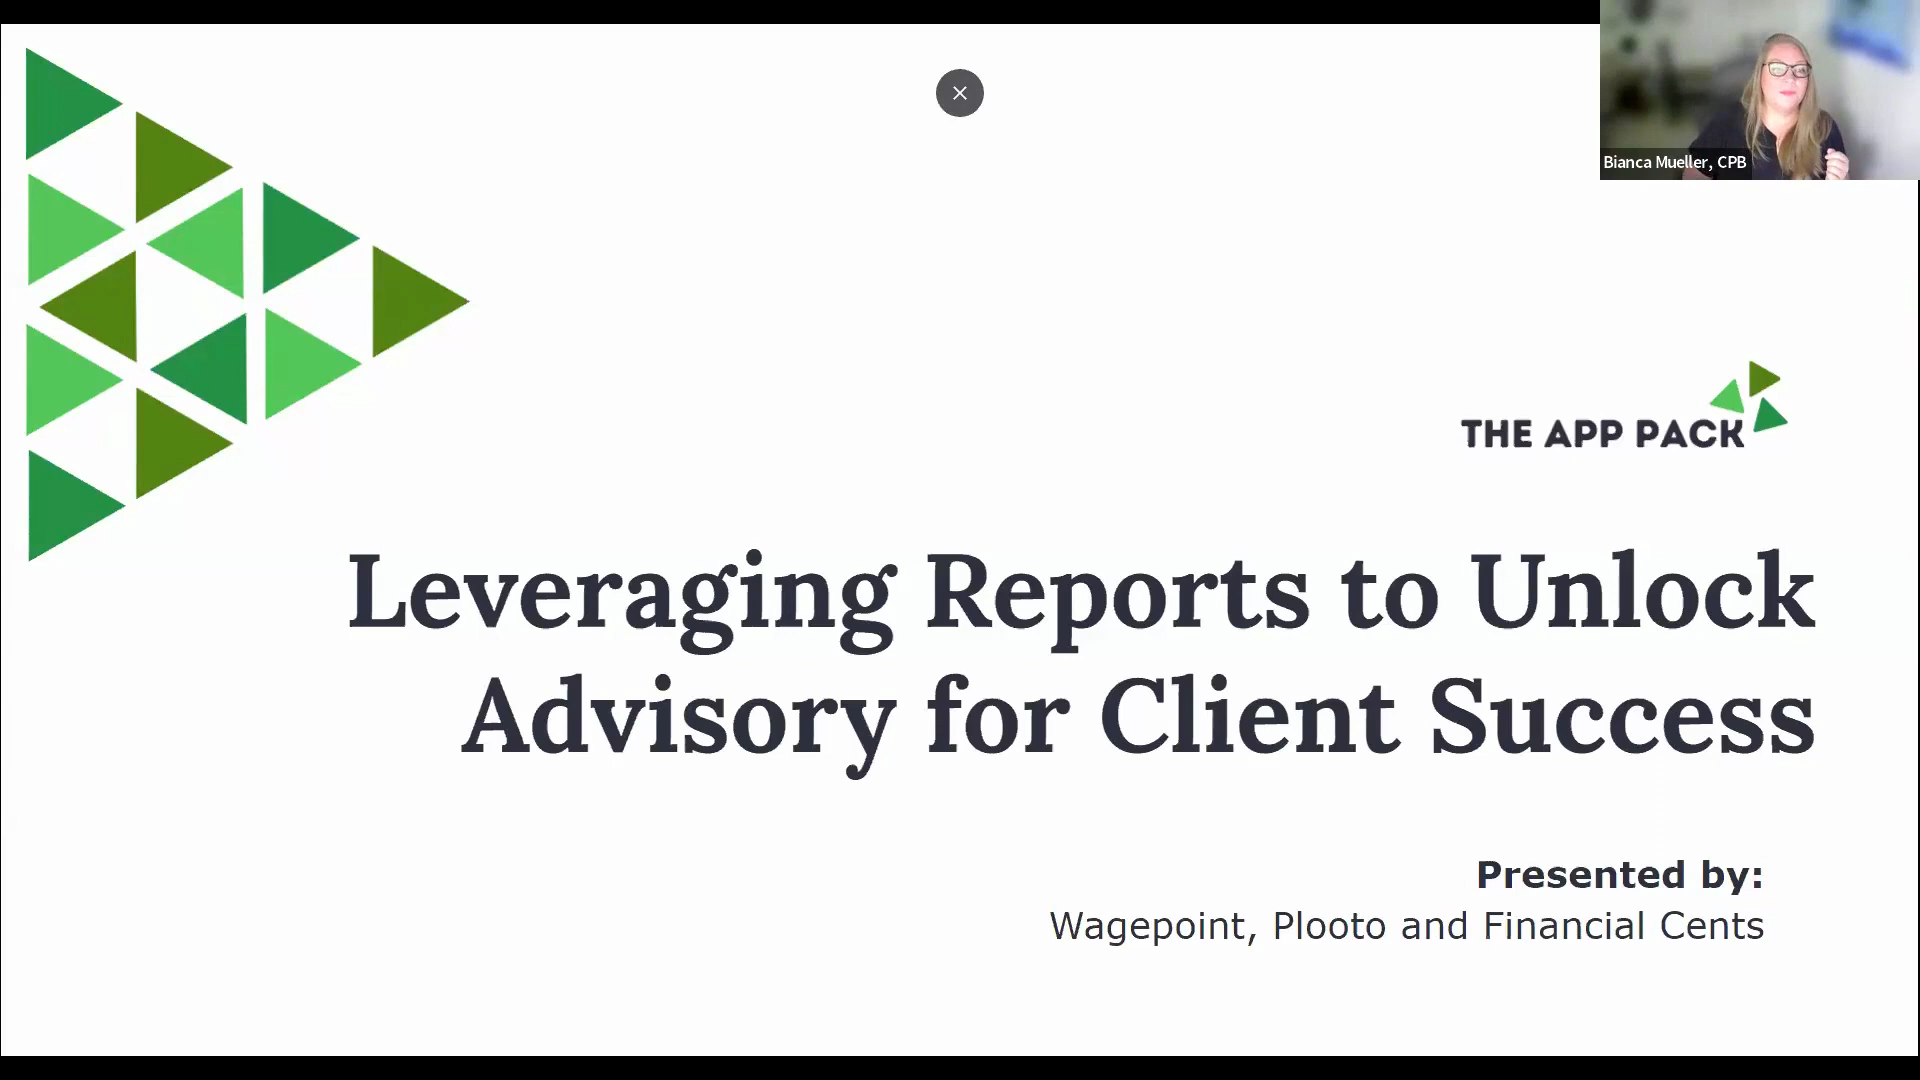 Bianca Mueller, CPB
THE APP PACK
Leveraging Reports to Unlock
Advisory for Client Success
Presented by:
Wagepoint, Plooto and Financial Cents